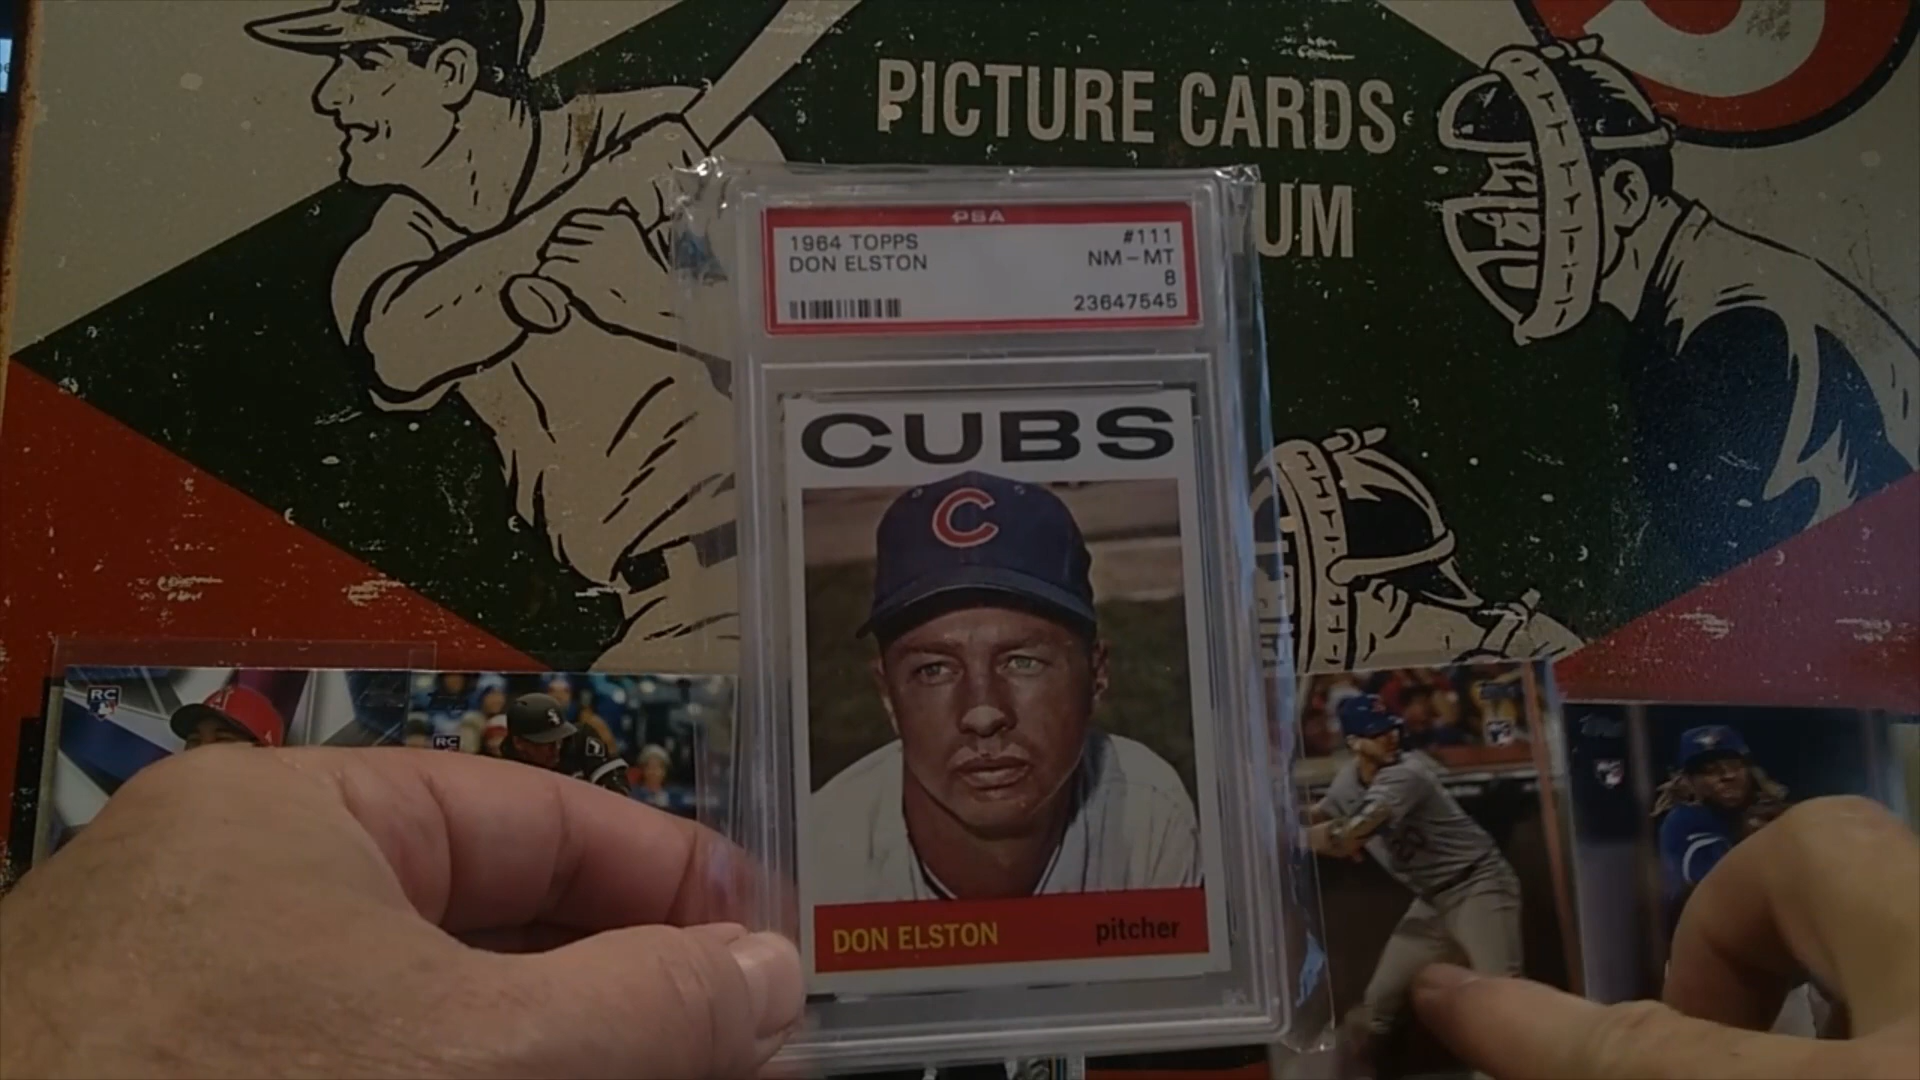 PICTURE CARDS
UM
PSA
1964 TOPPS
#111
DON ELSTON
NM-MT
8
23647545
CUBS
C
DON ELSTON
pitcher
RC
RC